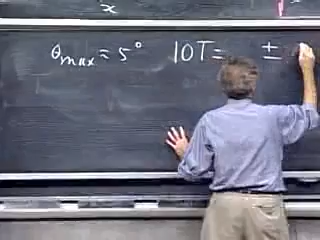 x
θmax ≈ 5° 10T = ±